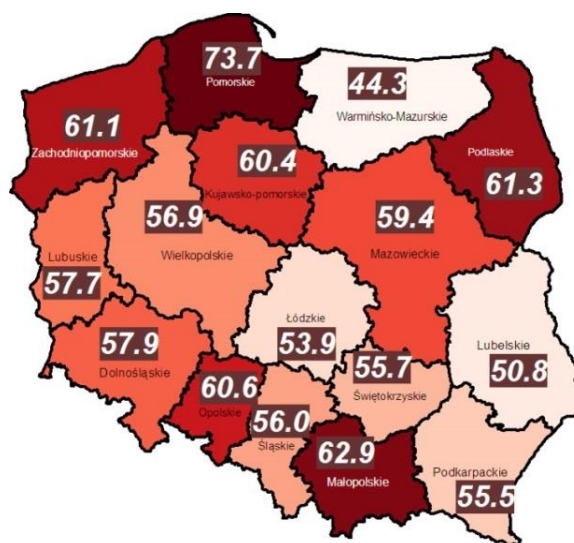 73.7
Pomorskie
44.3
Warmińsko-Mazurskie
61.1
Zachodniopomorskie
60.4
Kujawsko-pomorskie
Podlaskie
61.3
56.9
Wielkopolskie
59.4
Mazowieckie
Lubuskie
57.7
Łódzkie
53.9
57.9
Dolnośląskie
55.7
Świętokrzyskie
Lubelskie
50.8
60.6
Opolskie
56.0
Śląskie
62.9
Małopolskie
Podkarpackie
55.5